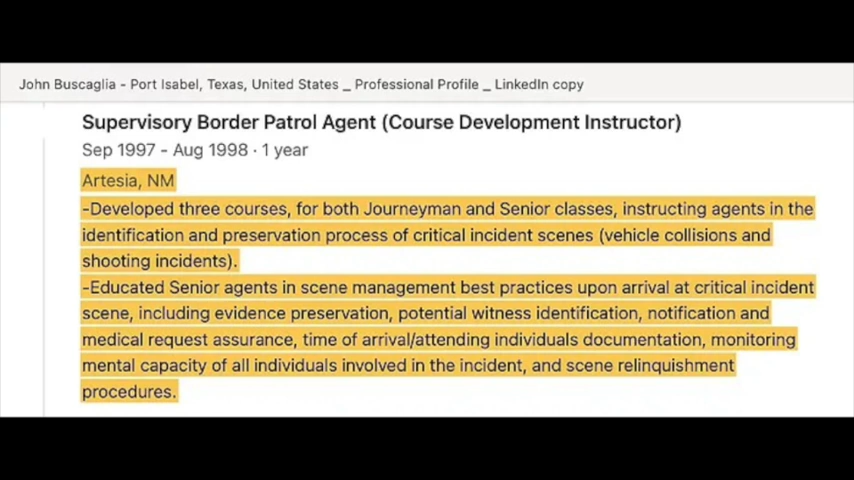 John Buscaglia - Port Isabel, Texas, United States _ Professional Profile _ LinkedIn copy
Supervisory Border Patrol Agent (Course Development Instructor)
Sep 1997 - Aug 1998 · 1 year
Artesia, NM
-Developed three courses, for both Journeyman and Senior classes, instructing agents in the
identification and preservation process of critical incident scenes (vehicle collisions and
shooting incidents).
-Educated Senior agents in scene management best practices upon arrival at critical incident
scene, including evidence preservation, potential witness identification, notification and
medical request assurance, time of arrival/attending individuals documentation, monitoring
mental capacity of all individuals involved in the incident, and scene relinquishment
procedures.